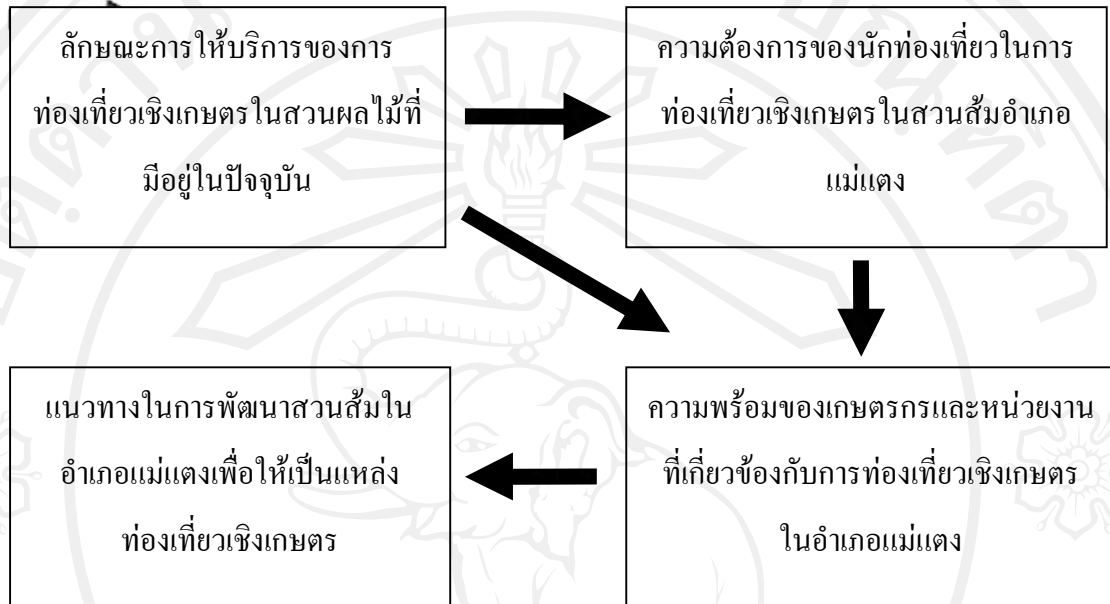 ลักษณะการให้บริการของการ
ท่องเที่ยวเชิงเกษตรในสวนผลไม้ที่
มีอยู่ในปัจจุบัน
ความต้องการของนักท่องเที่ยวในการ
ท่องเที่ยวเชิงเกษตรในสวนส้มอำเภอ
แม่แตง
แนวทางในการพัฒนาสวนส้มใน
อำเภอแม่แตงเพื่อให้เป็นแหล่ง
ท่องเที่ยวเชิงเกษตร
ความพร้อมของเกษตรกรและหน่วยงาน
ที่เกี่ยวข้องกับการท่องเที่ยวเชิงเกษตร
ในอำเภอแม่แตง